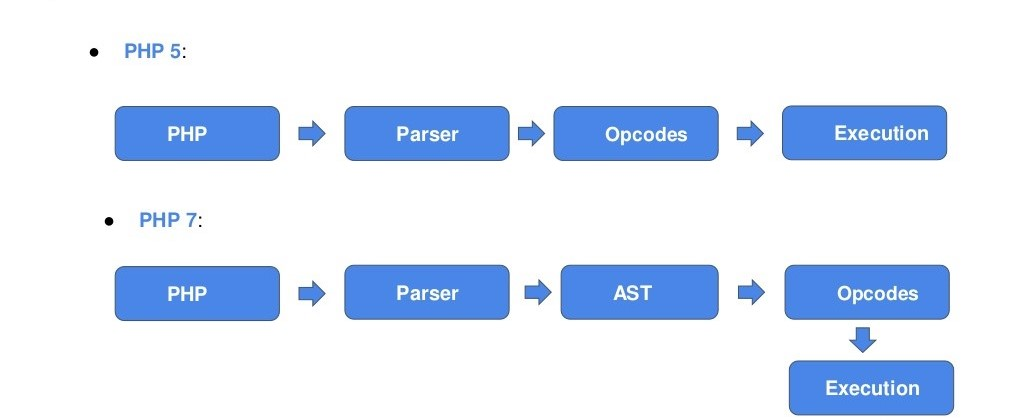 ● PHP 5:
PHP Parser Opcodes Execution
● PHP 7:
PHP Parser AST Opcodes
Execution